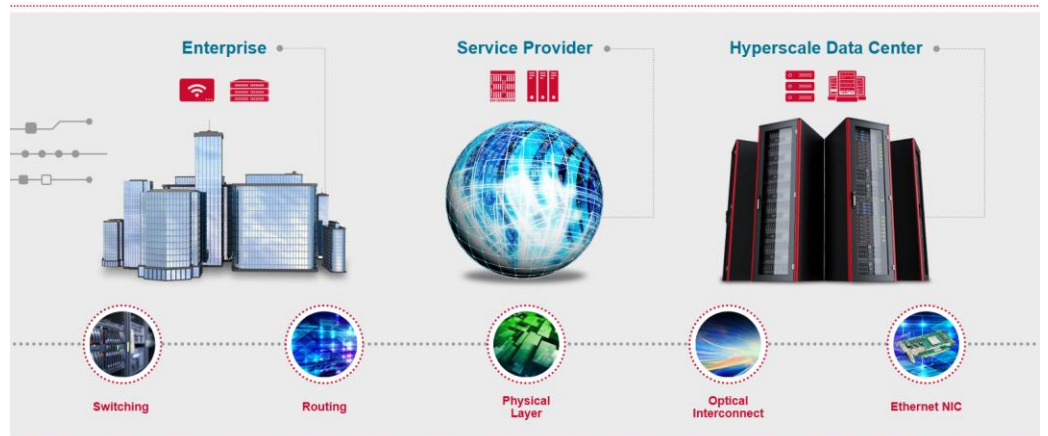 Enterprise
Service Provider
Hyperscale Data Center
Switching
Routing
Physical
Layer
Optical
Interconnect
Ethernet NIC